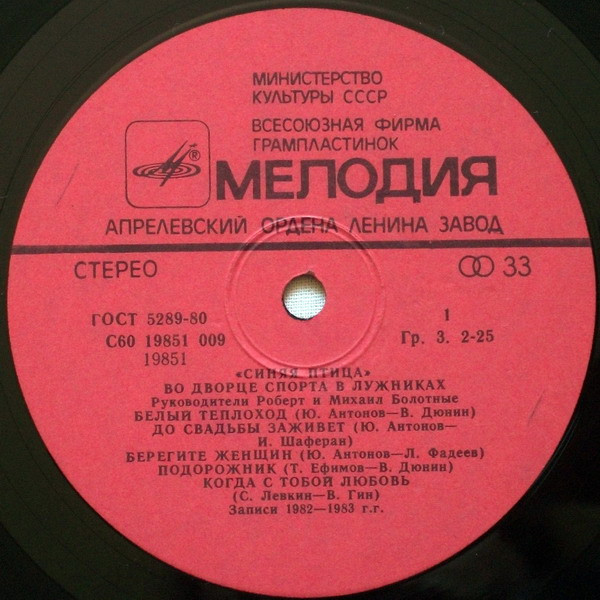 МИНИСТЕРСТВО
КУЛЬТУРЫ СССР
ВСЕСОЮЗНАЯ ФИРМА
ГРАМПЛАСТИНОК
®
МЕЛОДИЯ
АПРЕЛЕВСКИЙ ОРДЕНА ЛЕНИНА ЗАВОД
СТЕРЕО
33
ГОСТ 5289-80
1
С60 19851 009
Гр. 3. 2-25
19851
«СИНЯЯ ПТИЦА»
ВО ДВОРЦЕ СПОРТА В ЛУЖНИКАХ
Руководители Роберт и Михаил Болотные
БЕЛЫЙ ТЕПЛОХОД (Ю. Антонов—В. Дюнин)
ДО СВАДЬБЫ ЗАЖИВЕТ (Ю. Антонов—
И. Шаферан)
БЕРЕГИТЕ ЖЕНЩИН (Ю. Антонов—Л. Фадеев)
ПОДОРОЖНИК (Т. Ефимов—В. Дюнин)
КОГДА С ТОБОЙ ЛЮБОВЬ
(С. Левкин—В. Гин)
Записи 1982—1983 г.г.